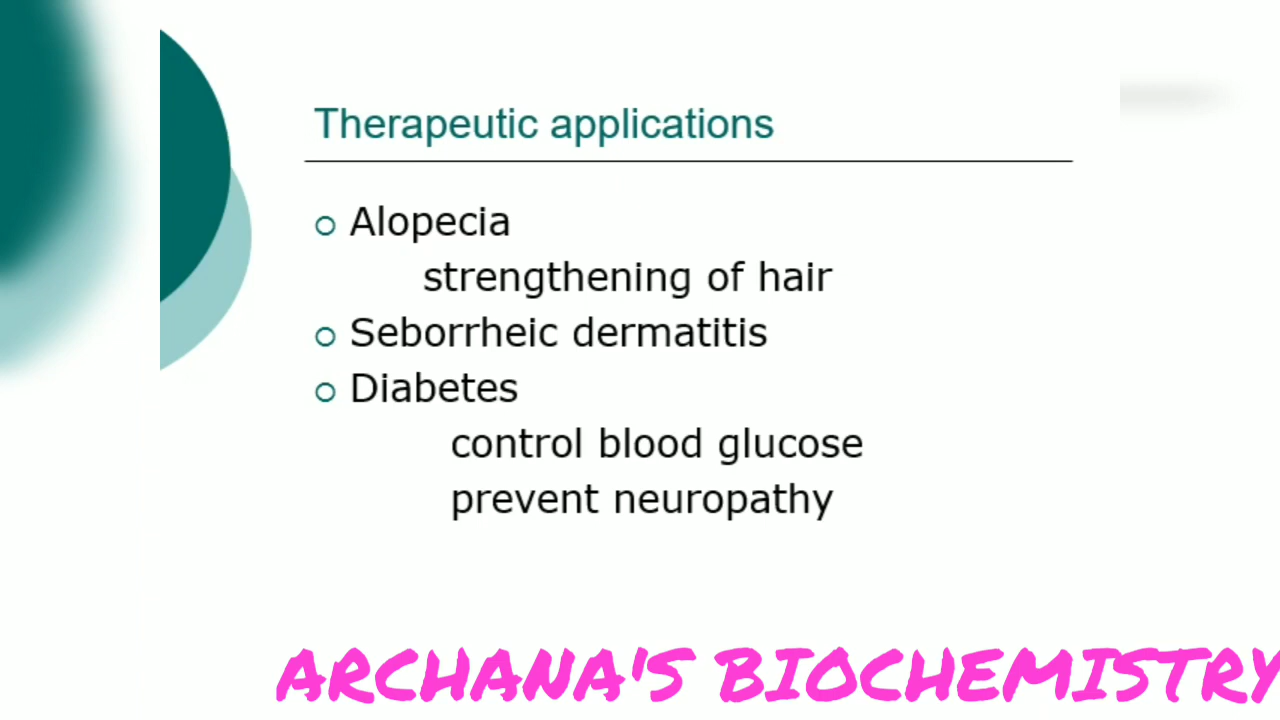 Therapeutic applications
Alopecia
strengthening of hair
Seborrheic dermatitis
Diabetes
control blood glucose
prevent neuropathy
ARCHANA'S BIOCHEMISTRY